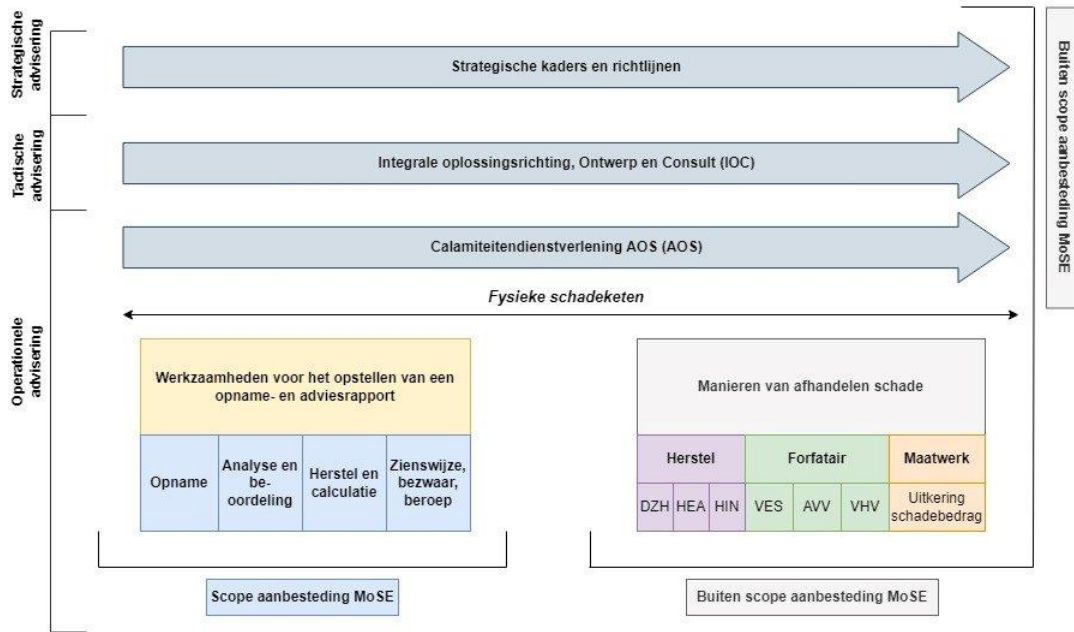 Strategische
advisering
Strategische kaders en richtlijnen
Buiten scope aanbesteding MoSE
Tactische
advisering
Integrale oplossingsrichting, Ontwerp en Consult (IOC)
Operationele
advisering
Calamiteitendienstverlening AOS (AOS)
Fysieke schadeketen
Werkzaamheden voor het opstellen van een
opname- en adviesrapport
Opname
Analyse en
be-
oordeling
Herstel en
calculatie
Zienswijze,
bezwaar,
beroep
Scope aanbesteding MoSE
Manieren van afhandelen schade
Herstel
Forfatair
Maatwerk
DZH
HEA
HIN
VES
AVV
VHV
Uitkering
schadebedrag
Buiten scope aanbesteding MoSE